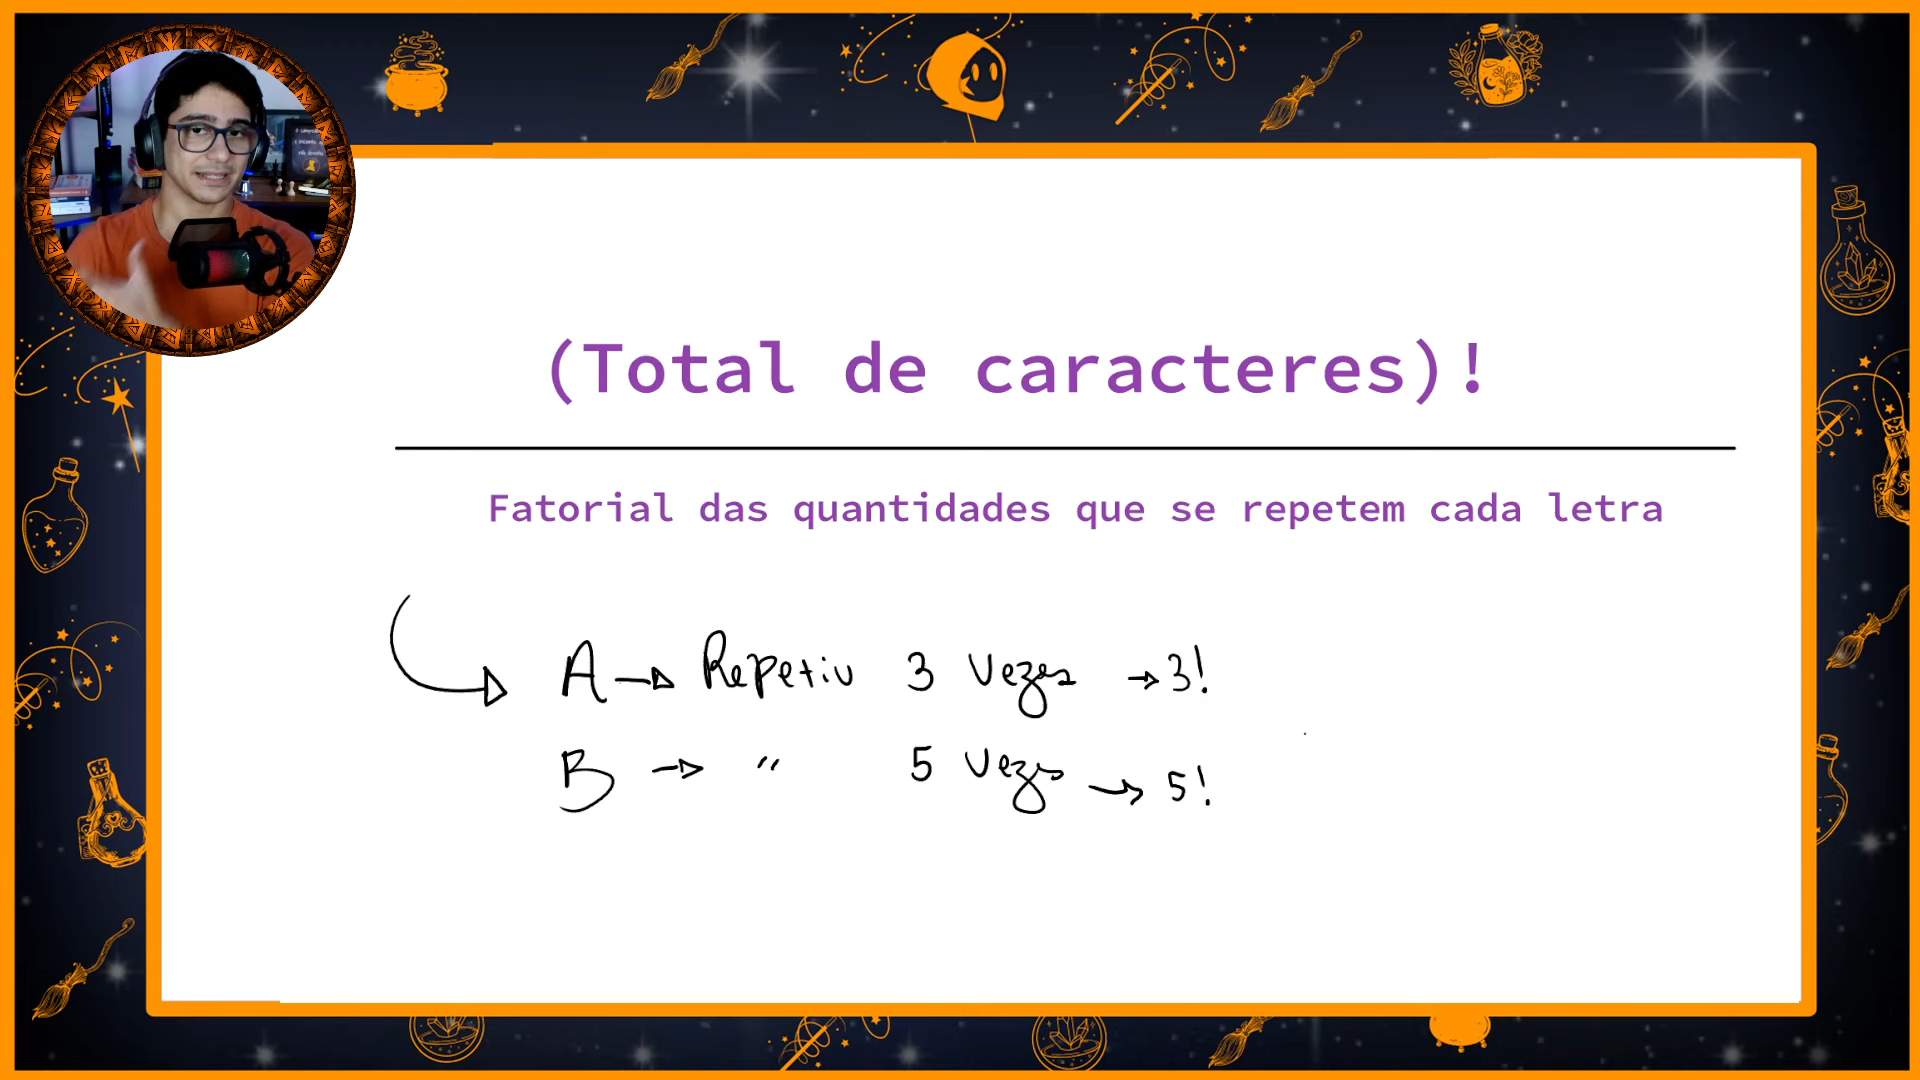 (Total de caracteres)!
Fatorial das quantidades que se repetem cada letra
A → Repetiu 3 Vezes → 3!
B → " 5 Vezes → 5!